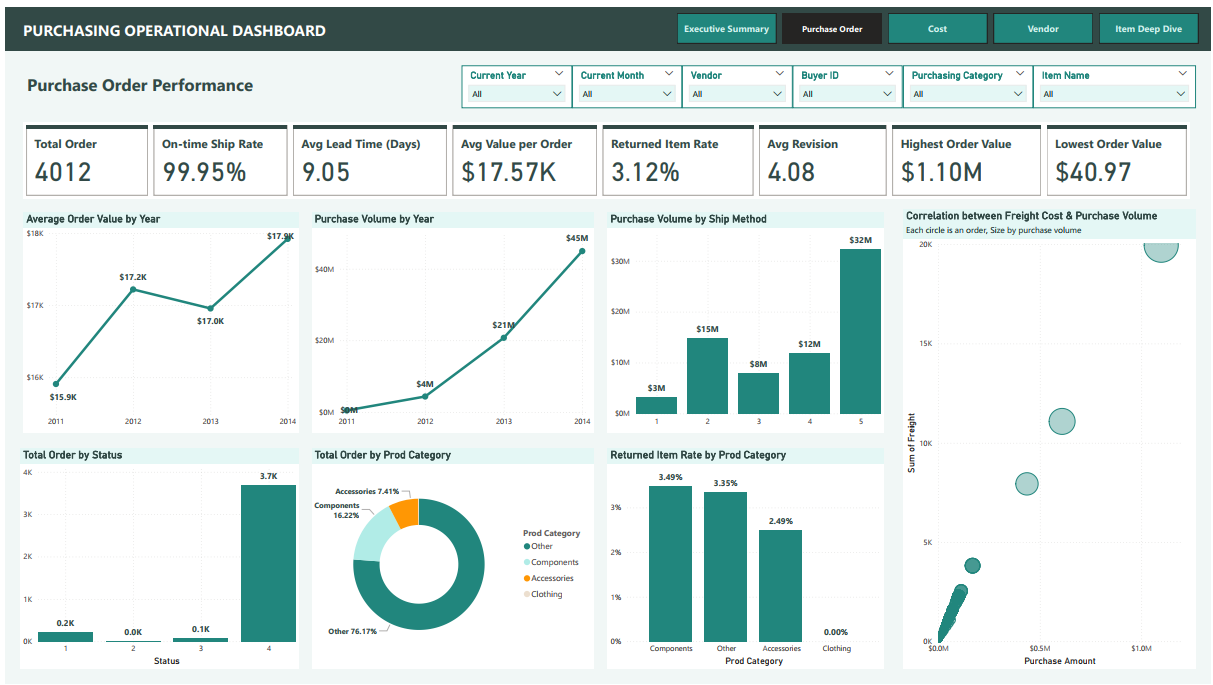 PURCHASING OPERATIONAL DASHBOARD
Executive Summary
Purchase Order
Cost
Vendor
Item Deep Dive
Purchase Order Performance
Current Year
All
Current Month
All
Vendor
All
Buyer ID
All
Purchasing Category
All
Item Name
All
Total Order
4012
On-time Ship Rate
99.95%
Avg Lead Time (Days)
9.05
Avg Value per Order
$17.57K
Returned Item Rate
3.12%
Avg Revision
4.08
Highest Order Value
$1.10M
Lowest Order Value
$40.97
Average Order Value by Year
$18K
$17K
$16K
$15.9K
$17.2K
$17.0K
$17.9K
2011 2012 2013 2014
Purchase Volume by Year
$40M
$20M
$0M
$0M
$4M
$21M
$45M
2011 2012 2013 2014
Purchase Volume by Ship Method
$30M
$20M
$10M
$0M
$3M
$15M
$8M
$12M
$32M
1 2 3 4 5
Correlation between Freight Cost & Purchase Volume
Each circle is an order, Size by purchase volume
Sum of Freight
20K
15K
10K
5K
0K
$0.0M $0.5M $1.0M
Purchase Amount
Total Order by Status
4K
3K
2K
1K
0K
0.2K
0.0K
0.1K
3.7K
1 2 3 4
Status
Total Order by Prod Category
Accessories 7.41%
Components
16.22%
Other 76.17%
Prod Category
Other
Components
Accessories
Clothing
Returned Item Rate by Prod Category
3%
2%
1%
0%
3.49%
3.35%
2.49%
0.00%
Components Other Accessories Clothing
Prod Category